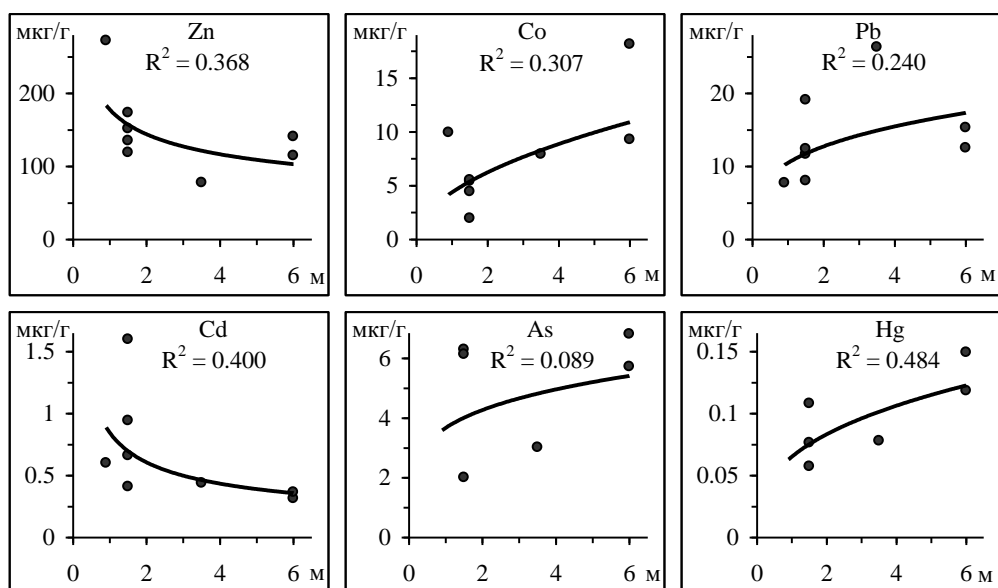 мкг/г
Zn
R² = 0.368
200
100
0
0 2 4 6 м
мкг/г
Co
R² = 0.307
15
10
5
0
0 2 4 6 м
мкг/г
Pb
R² = 0.240
20
10
0
0 2 4 6 м
мкг/г
Cd
R² = 0.400
1.5
1
0.5
0
0 2 4 6 м
мкг/г
As
R² = 0.089
6
4
2
0
0 2 4 6 м
мкг/г
Hg
R² = 0.484
0.15
0.1
0.05
0
0 2 4 6 м